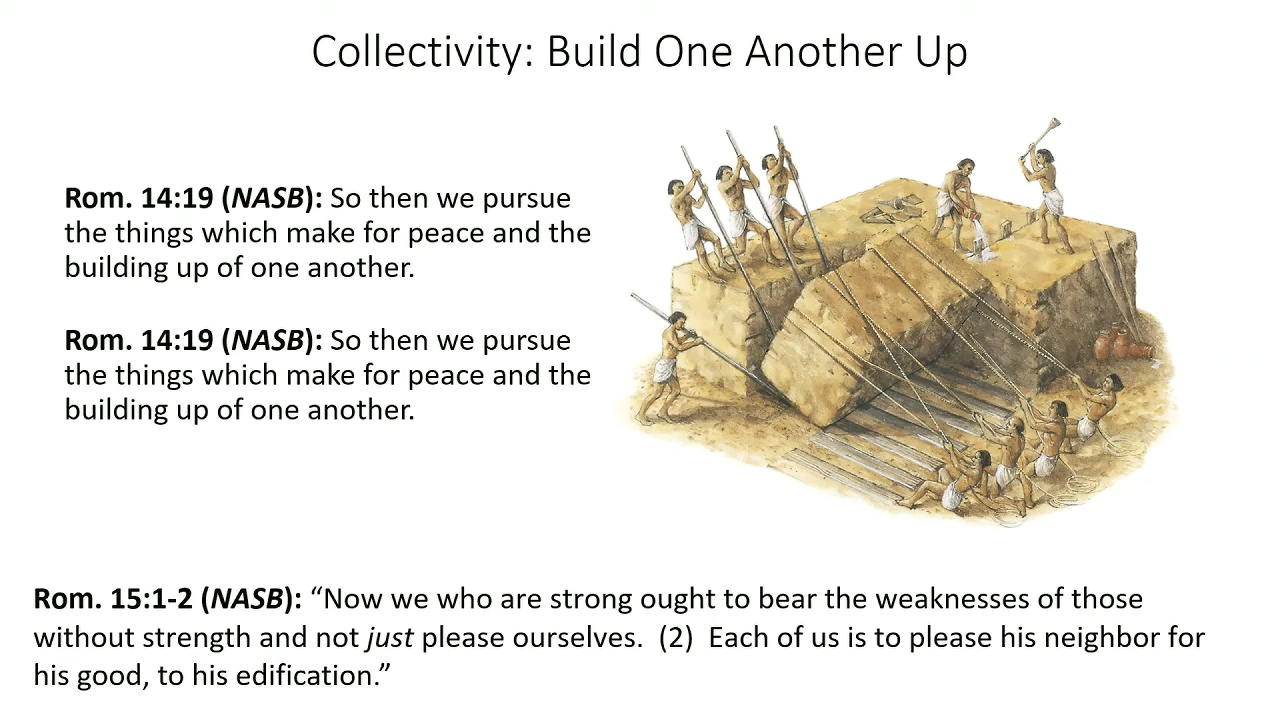 Collectivity: Build One Another Up
Rom. 14:19 (NASB): So then we pursue
the things which make for peace and the
building up of one another.
Rom. 14:19 (NASB): So then we pursue
the things which make for peace and the
building up of one another.
Rom. 15:1-2 (NASB): “Now we who are strong ought to bear the weaknesses of those
without strength and not just please ourselves.  (2)  Each of us is to please his neighbor for
his good, to his edification.”